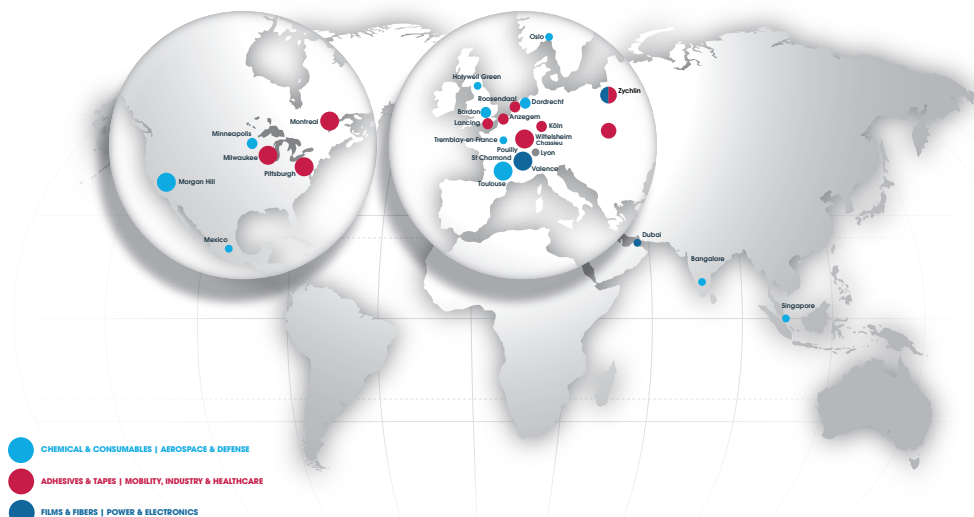 Oslo
Holywell Green
Zychlin
Roosendaal
Dordrecht
Bordon
Anzegem
Lancing
Köln
Montreal
Minneapolis
Tremblay-en-France
Wittelsheim
Chassieu
Pouilly
Lyon
Milwaukee
St Chamond
Valence
Pittsburgh
Morgan Hill
Toulouse
Mexico
Dubai
Bangalore
Singapore
CHEMICAL & CONSUMABLES | AEROSPACE & DEFENSE
ADHESIVES & TAPES | MOBILITY, INDUSTRY & HEALTHCARE
FILMS & FIBERS | POWER & ELECTRONICS